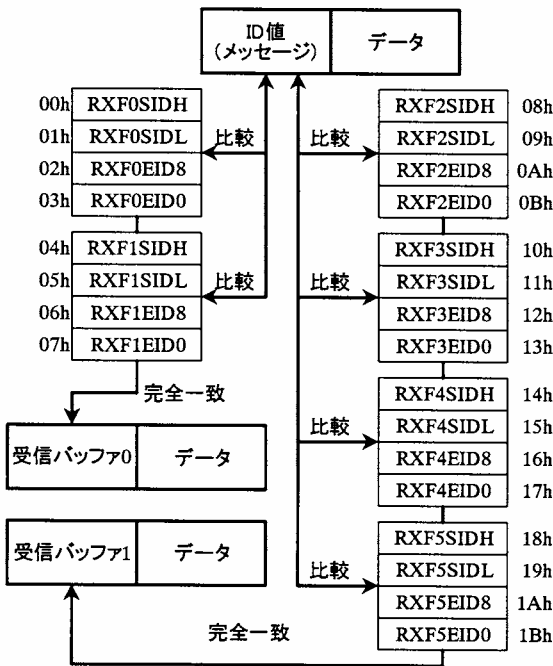 ID値
(メッセージ)
データ
00h RXF0SIDH
01h RXF0SIDL
02h RXF0EID8
03h RXF0EID0
比較
04h RXF1SIDH
05h RXF1SIDL
06h RXF1EID8
07h RXF1EID0
比較
完全一致
受信バッファ0 データ
受信バッファ1 データ
比較
RXF2SIDH 08h
RXF2SIDL 09h
RXF2EID8 0Ah
RXF2EID0 0Bh
比較
RXF3SIDH 10h
RXF3SIDL 11h
RXF3EID8 12h
RXF3EID0 13h
比較
RXF4SIDH 14h
RXF4SIDL 15h
RXF4EID8 16h
RXF4EID0 17h
比較
RXF5SIDH 18h
RXF5SIDL 19h
RXF5EID8 1Ah
RXF5EID0 1Bh
完全一致